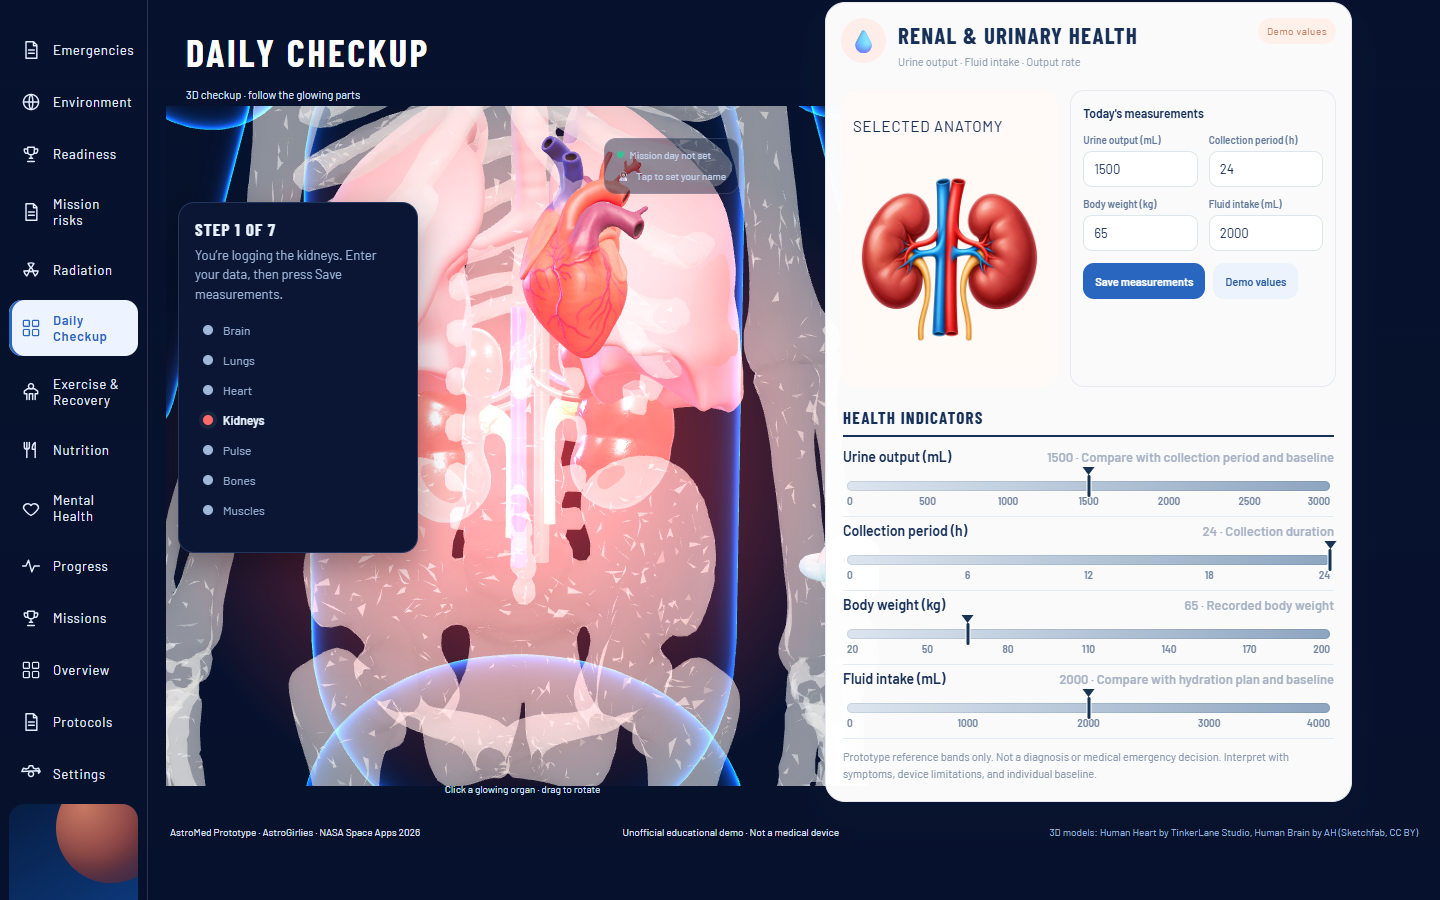 Emergencies
Environment
Readiness
Mission
risks
Radiation
Daily
Checkup
Exercise &
Recovery
Nutrition
Mental
Health
Progress
Missions
Overview
Protocols
Settings
DAILY CHECKUP
3D checkup · follow the glowing parts
Mission day not set
Tap to set your name
STEP 1 OF 7
You're logging the kidneys. Enter
your data, then press Save
measurements.
Brain
Lungs
Heart
Kidneys
Pulse
Bones
Muscles
Click a glowing organ · drag to rotate
RENAL & URINARY HEALTH
Urine output · Fluid intake · Output rate
Demo values
SELECTED ANATOMY
Today's measurements
Urine output (mL) Collection period (h)
1500 24
Body weight (kg) Fluid intake (mL)
65 2000
Save measurements Demo values
HEALTH INDICATORS
Urine output (mL) 1500 · Compare with collection period and baseline
0 500 1000 1500 2000 2500 3000
Collection period (h) 24 · Collection duration
0 6 12 18 24
Body weight (kg) 65 · Recorded body weight
20 50 80 110 140 170 200
Fluid intake (mL) 2000 · Compare with hydration plan and baseline
0 1000 2000 3000 4000
Prototype reference bands only. Not a diagnosis or medical emergency decision. Interpret with
symptoms, device limitations, and individual baseline.
AstroMed Prototype · AstroGirlies · NASA Space Apps 2026
Unofficial educational demo · Not a medical device
3D models: Human Heart by TinkerLane Studio, Human Brain by AH (Sketchfab, CC BY)